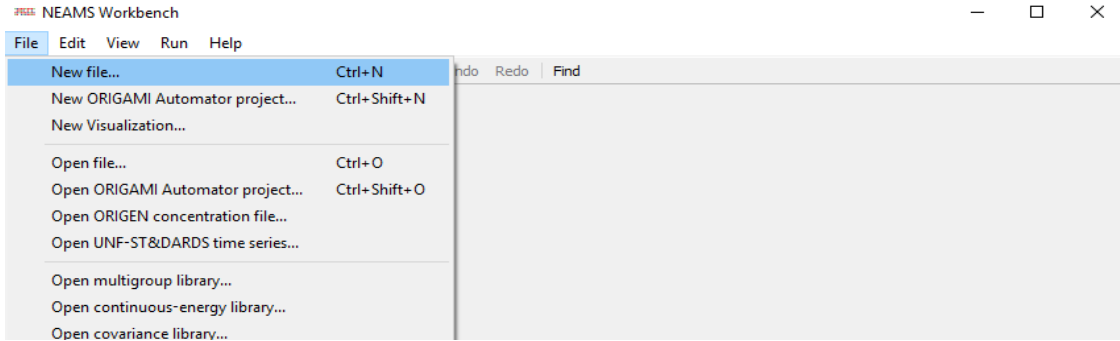 NEAMS Workbench
File Edit View Run Help
New file... Ctrl+N ndo Redo Find
New ORIGAMI Automator project... Ctrl+Shift+N
New Visualization...
Open file... Ctrl+O
Open ORIGAMI Automator project... Ctrl+Shift+O
Open ORIGEN concentration file...
Open UNF-ST&DARDS time series...
Open multigroup library...
Open continuous-energy library...
Open covariance library...